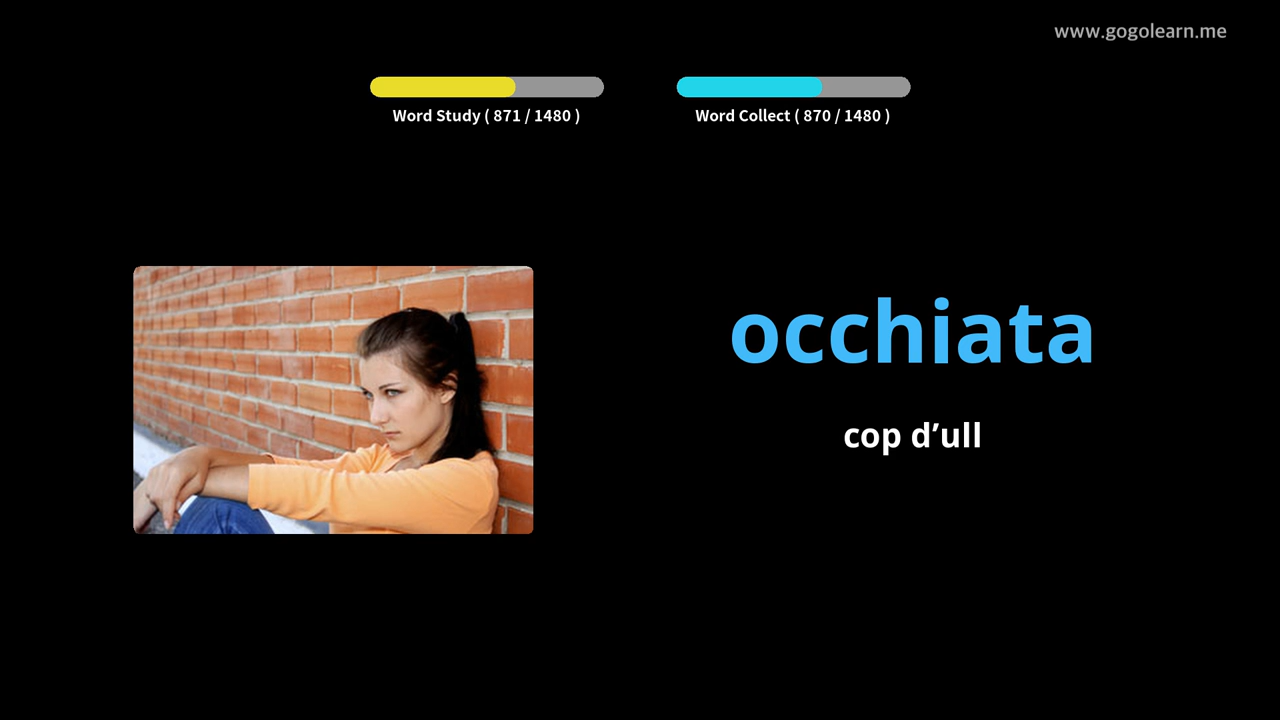 www.gogolearn.me
Word Study ( 871 / 1480 )
Word Collect ( 870 / 1480 )
occhiata
cop d’ull